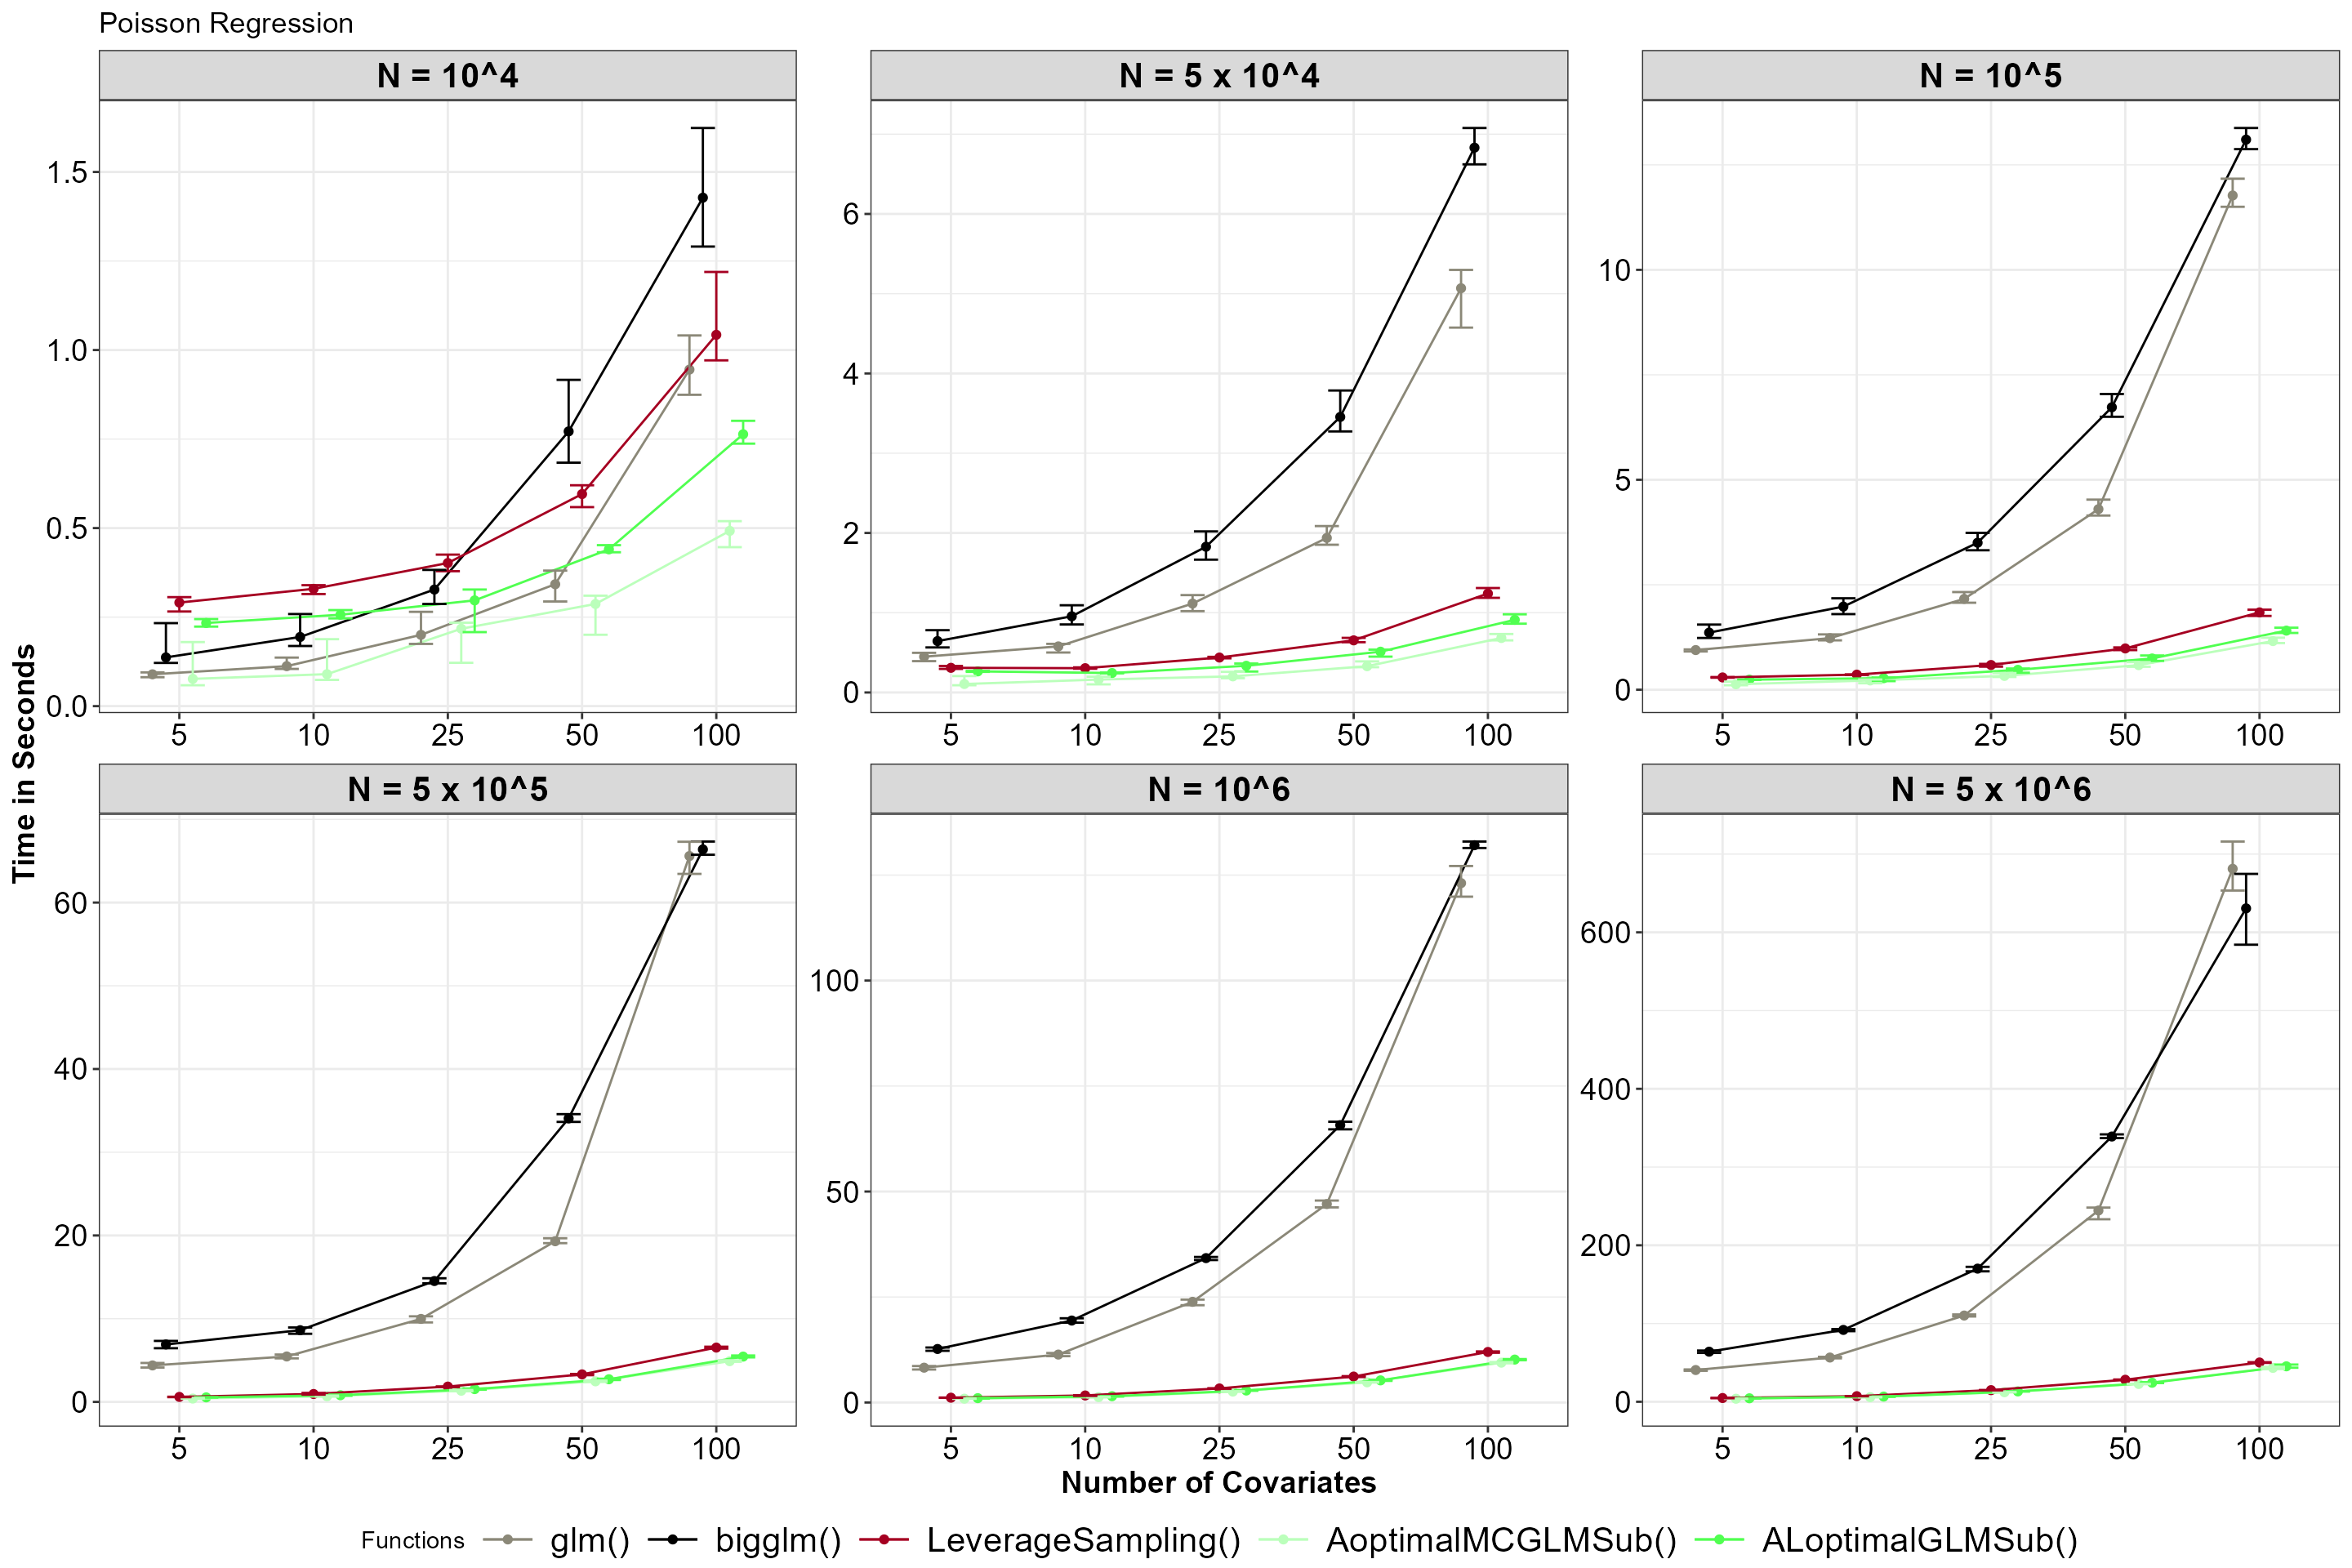 Poisson Regression
N = 10^4
N = 5 x 10^4
N = 10^5
1.5
1.0
0.5
0.0
6
4
2
0
10
5
0
5 10 25 50 100
5 10 25 50 100
5 10 25 50 100
Time in Seconds
N = 5 x 10^5
N = 10^6
N = 5 x 10^6
60
40
20
0
100
50
0
600
400
200
0
5 10 25 50 100
5 10 25 50 100
5 10 25 50 100
Number of Covariates
Functions glm() bigglm() LeverageSampling() AoptimalMCGLMSub() ALoptimalGLMSub()